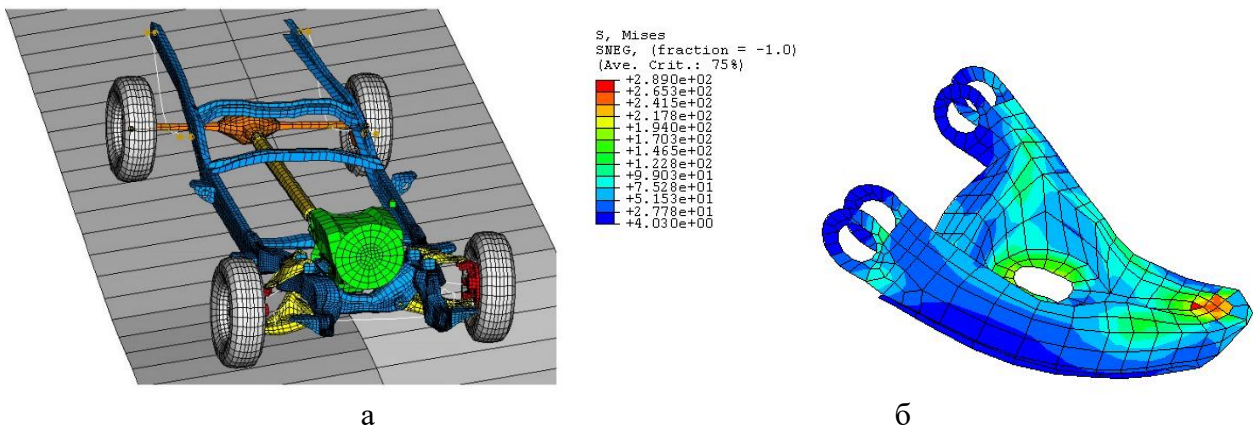 S, Mises
SNEG, (fraction = -1.0)
(Ave. Crit.: 75%)
+2.890e+02
+2.653e+02
+2.415e+02
+2.178e+02
+1.940e+02
+1.703e+02
+1.465e+02
+1.228e+02
+9.903e+01
+7.528e+01
+5.153e+01
+2.778e+01
+4.030e+00
а
б